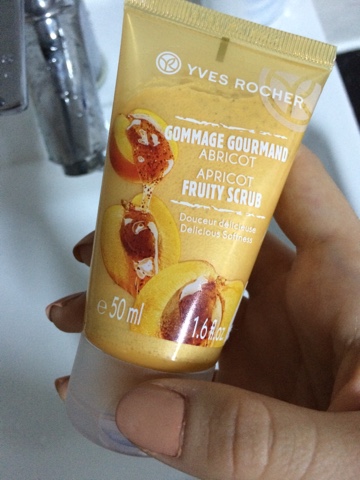 YVES ROCHER
GOMMAGE GOURMAND
ABRICOT
APRICOT
FRUITY SCRUB
Douceur délicieuse
Delicious Softness
e 50 ml
1.6 fl.oz